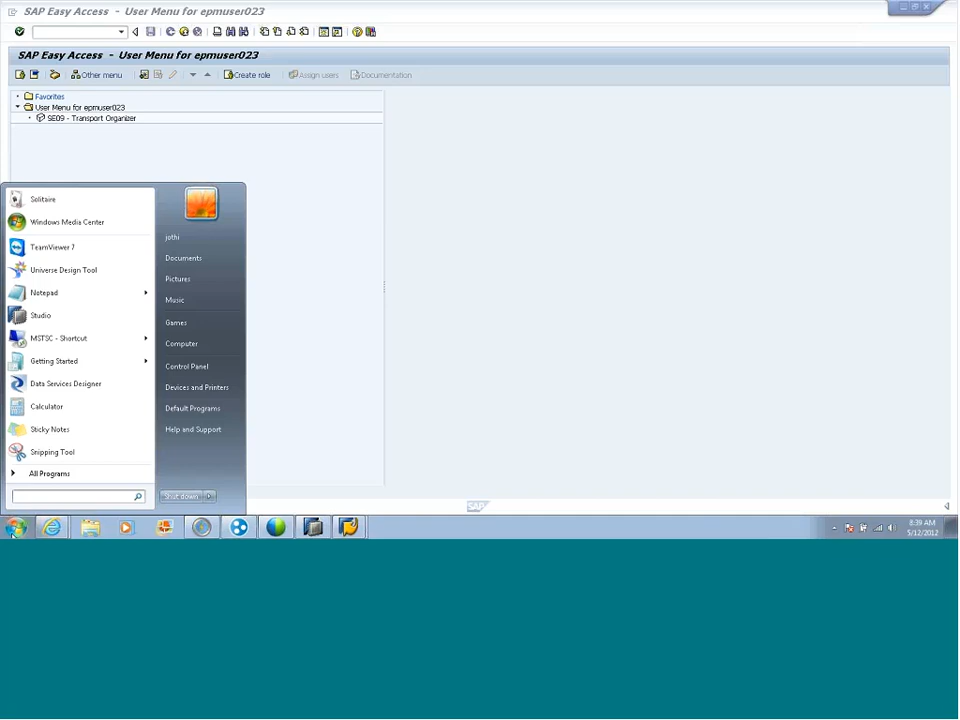 SAP Easy Access - User Menu for epmuser023
SAP Easy Access - User Menu for epmuser023
Other menu
Create role
Assign users
Documentation
Favorites
User Menu for epmuser023
SE09 - Transport Organizer
Solitaire
Windows Media Center
TeamViewer 7
Universe Design Tool
Notepad
Studio
MSTSC - Shortcut
Getting Started
Data Services Designer
Calculator
Sticky Notes
Snipping Tool
All Programs
jothi
Documents
Pictures
Music
Games
Computer
Control Panel
Devices and Printers
Default Programs
Help and Support
Shut down
SAP
8:39 AM
5/12/2012